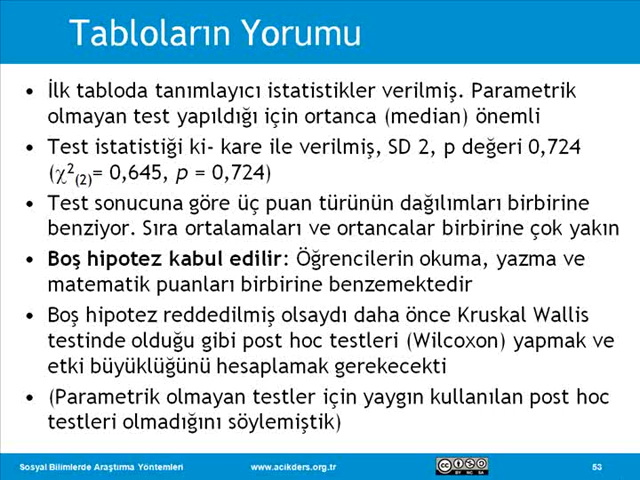 Tabloların Yorumu
• İlk tabloda tanımlayıcı istatistikler verilmiş. Parametrik
olmayan test yapıldığı için ortanca (median) önemli
• Test istatistiği ki- kare ile verilmiş, SD 2, p değeri 0,724
(χ²₍₂₎= 0,645, p = 0,724)
• Test sonucuna göre üç puan türünün dağılımları birbirine
benziyor. Sıra ortalamaları ve ortancalar birbirine çok yakın
• Boş hipotez kabul edilir: Öğrencilerin okuma, yazma ve
matematik puanları birbirine benzemektedir
• Boş hipotez reddedilmiş olsaydı daha önce Kruskal Wallis
testinde olduğu gibi post hoc testleri (Wilcoxon) yapmak ve
etki büyüklüğünü hesaplamak gerekecekti
• (Parametrik olmayan testler için yaygın kullanılan post hoc
testleri olmadığını söylemiştik)
Sosyal Bilimlerde Araştırma Yöntemleri www.acikders.org.tr 53
cc BY NC SA